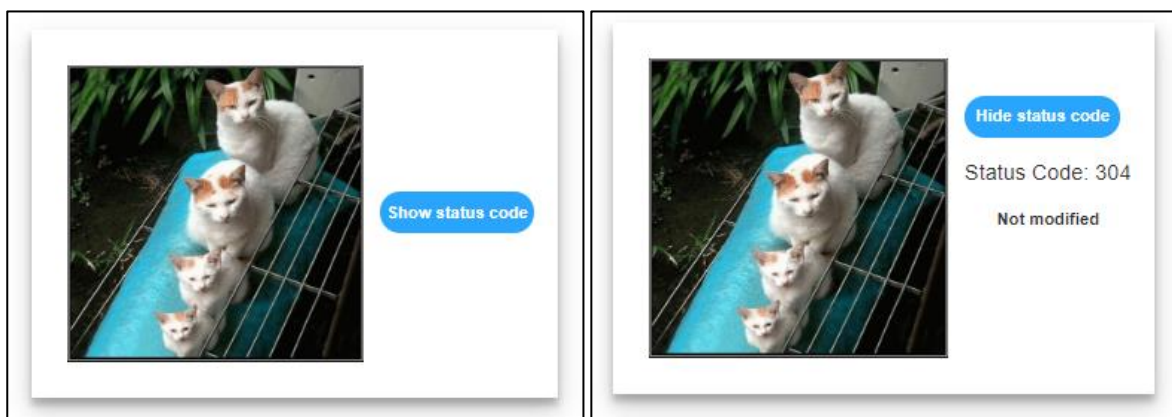 Show status code
Hide status code
Status Code: 304
Not modified